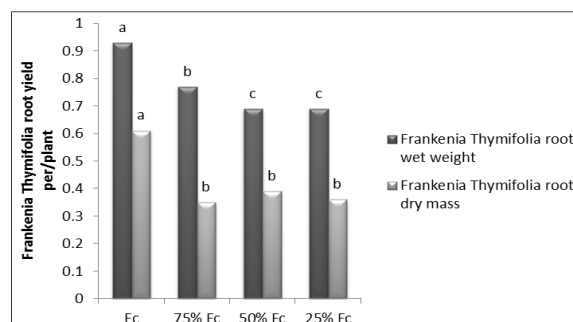 Frankenia Thymifolia root yield
per/plant
1
0.9
0.8
0.7
0.6
0.5
0.4
0.3
0.2
0.1
0
a
a
b
b
c
b
c
b
Fc
75% Fc
50% Fc
25% Fc
Frankenia Thymifolia root
wet weight
Frankenia Thymifolia root
dry mass